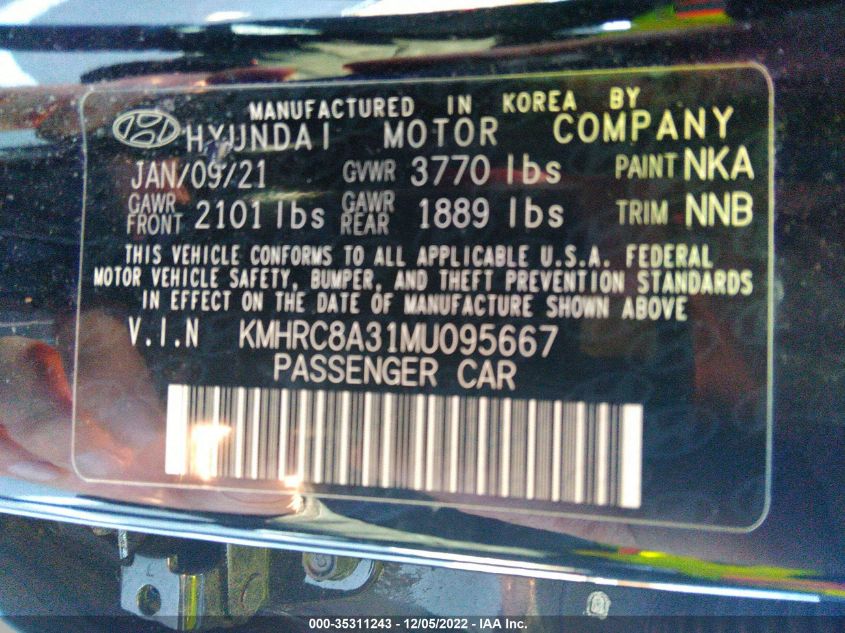 MANUFACTURED IN KOREA BY
HYUNDAI MOTOR COMPANY
JAN/09/21 GVWR 3770 lbs PAINT NKA
GAWR FRONT 2101 lbs GAWR REAR 1889 lbs TRIM NNB
THIS VEHICLE CONFORMS TO ALL APPLICABLE U.S.A. FEDERAL
MOTOR VEHICLE SAFETY, BUMPER, AND THEFT PREVENTION STANDARDS
IN EFFECT ON THE DATE OF MANUFACTURE SHOWN ABOVE
V.I.N KMHRC8A31MU095667
PASSENGER CAR
000-35311243 - 12/05/2022 - IAA Inc.